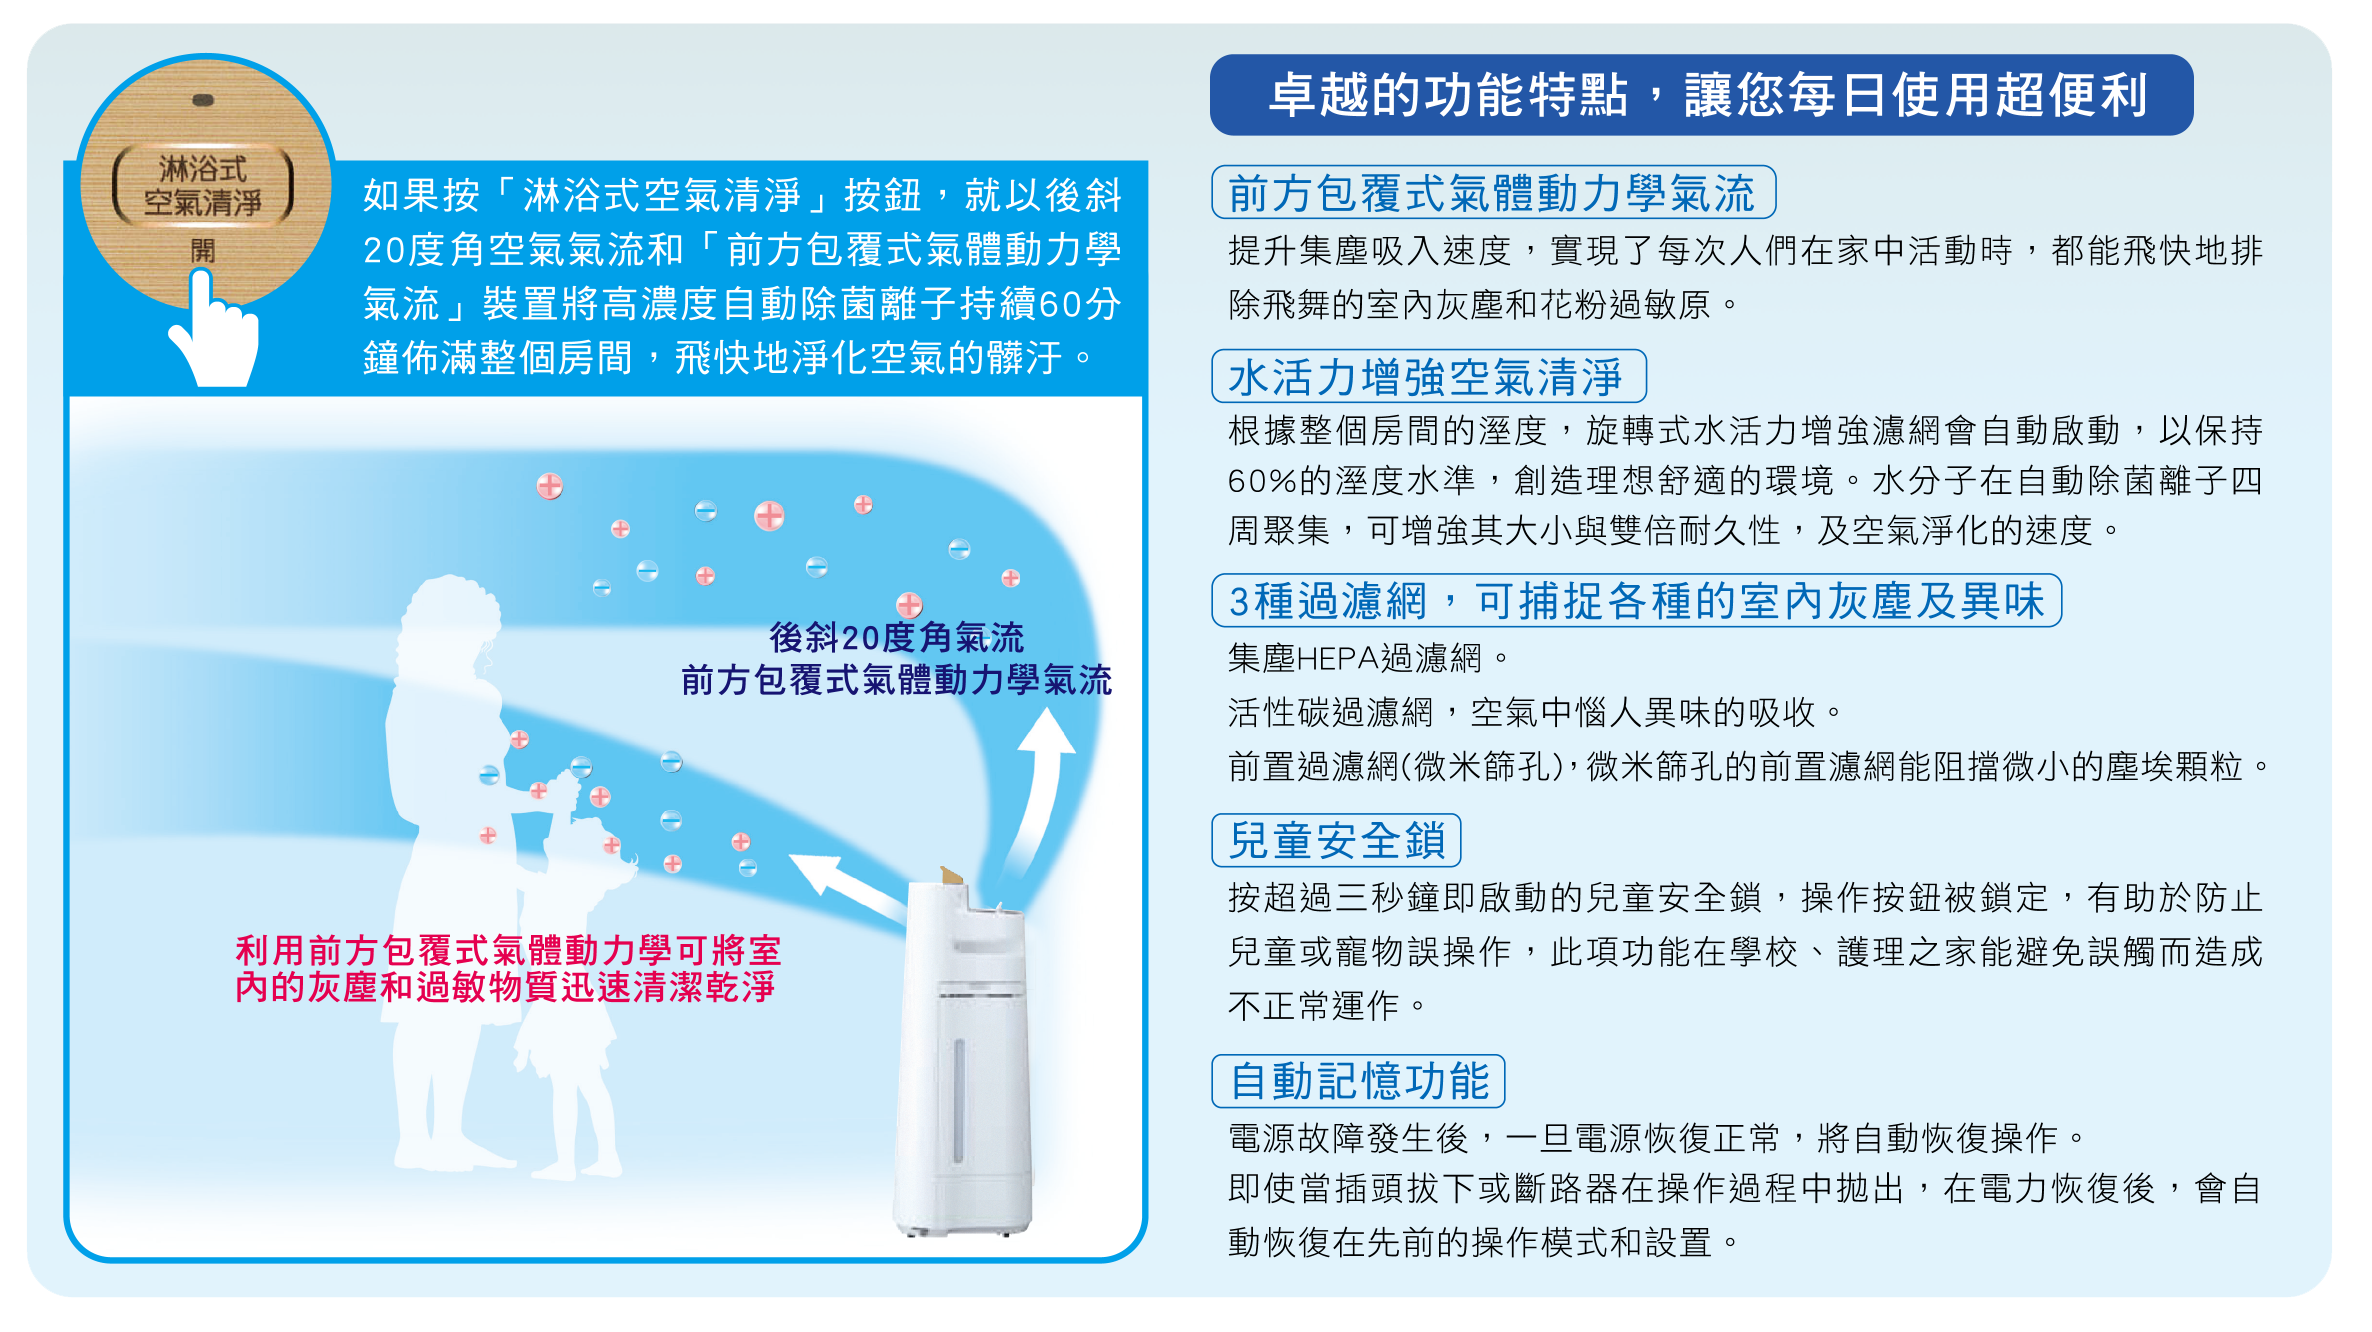 淋浴式
空氣清淨
開
如果按「淋浴式空氣清淨」按鈕，就以後斜
20度角空氣氣流和「前方包覆式氣體動力學
氣流」裝置將高濃度自動除菌離子持續60分
鐘佈滿整個房間，飛快地淨化空氣的髒汙。
後斜20度角氣流
前方包覆式氣體動力學氣流
利用前方包覆式氣體動力學可將室
內的灰塵和過敏物質迅速清潔乾淨
卓越的功能特點，讓您每日使用超便利
前方包覆式氣體動力學氣流
提升集塵吸入速度，實現了每次人們在家中活動時，都能飛快地排
除飛舞的室內灰塵和花粉過敏原。
水活力增強空氣清淨
根據整個房間的溼度，旋轉式水活力增強濾網會自動啟動，以保持
60%的溼度水準，創造理想舒適的環境。水分子在自動除菌離子四
周聚集，可增強其大小與雙倍耐久性，及空氣淨化的速度。
3種過濾網，可捕捉各種的室內灰塵及異味
集塵HEPA過濾網。
活性碳過濾網，空氣中惱人異味的吸收。
前置過濾網(微米篩孔)，微米篩孔的前置濾網能阻擋微小的塵埃顆粒。
兒童安全鎖
按超過三秒鐘即啟動的兒童安全鎖，操作按鈕被鎖定，有助於防止
兒童或寵物誤操作，此項功能在學校、護理之家能避免誤觸而造成
不正常運作。
自動記憶功能
電源故障發生後，一旦電源恢復正常，將自動恢復操作。
即使當插頭拔下或斷路器在操作過程中拋出，在電力恢復後，會自
動恢復在先前的操作模式和設置。